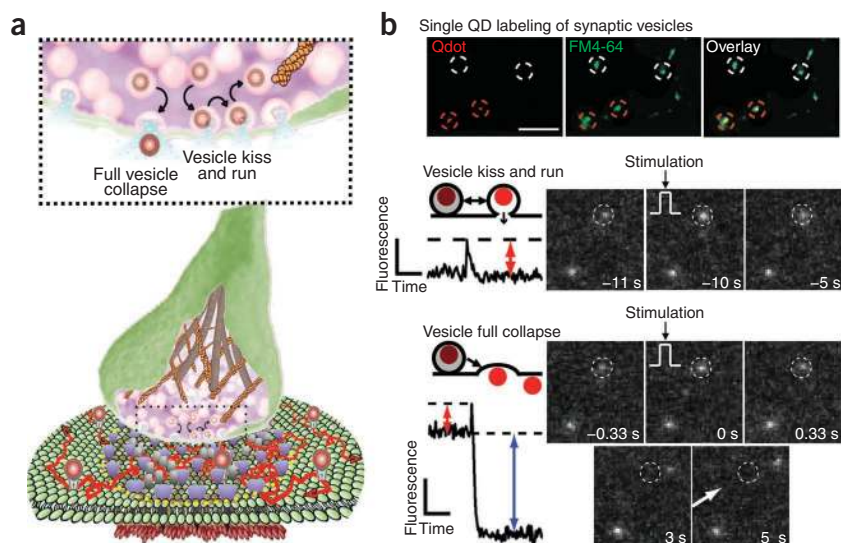 a
Full vesicle
collapse
Vesicle kiss
and run
b
Single QD labeling of synaptic vesicles
Qdot
FM4-64
Overlay
Stimulation
Vesicle kiss and run
Fluorescence
Time
–11 s
–10 s
–5 s
Stimulation
Vesicle full collapse
Fluorescence
Time
–0.33 s
0 s
0.33 s
3 s
5 s